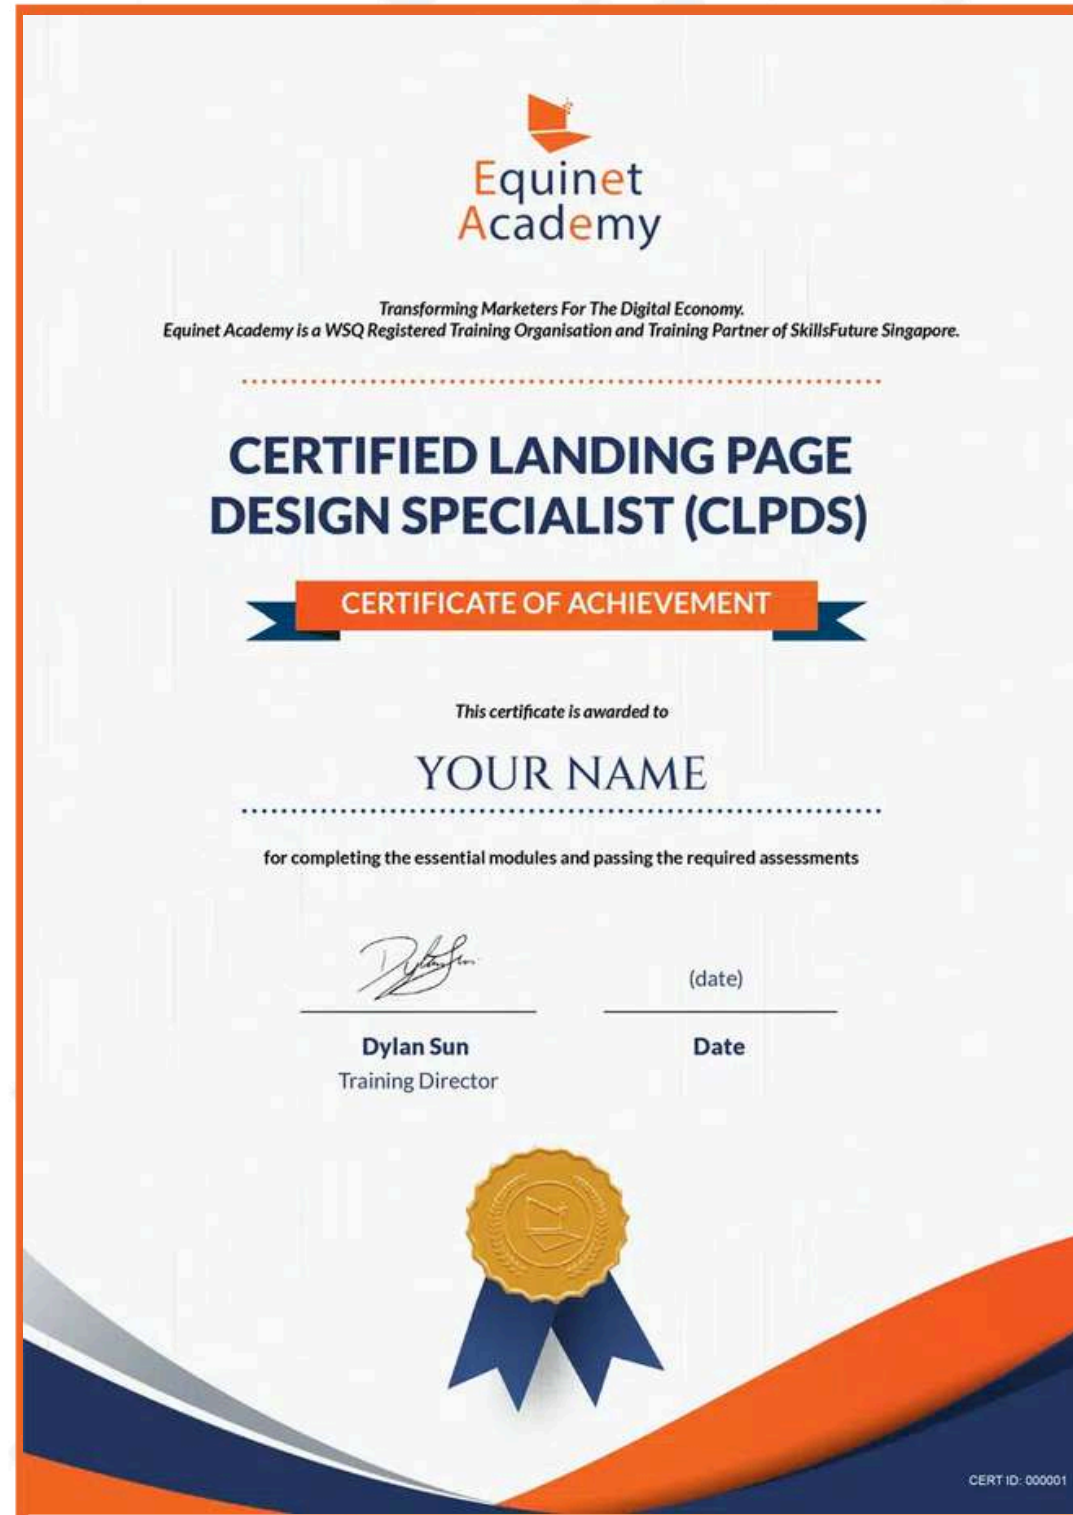 Equinet
Academy
Transforming Marketers For The Digital Economy.
Equinet Academy is a WSQ Registered Training Organisation and Training Partner of SkillsFuture Singapore.
CERTIFIED LANDING PAGE
DESIGN SPECIALIST (CLPDS)
CERTIFICATE OF ACHIEVEMENT
This certificate is awarded to
YOUR NAME
for completing the essential modules and passing the required assessments
(date)
Dylan Sun
Date
Training Director
CERT ID: 000001